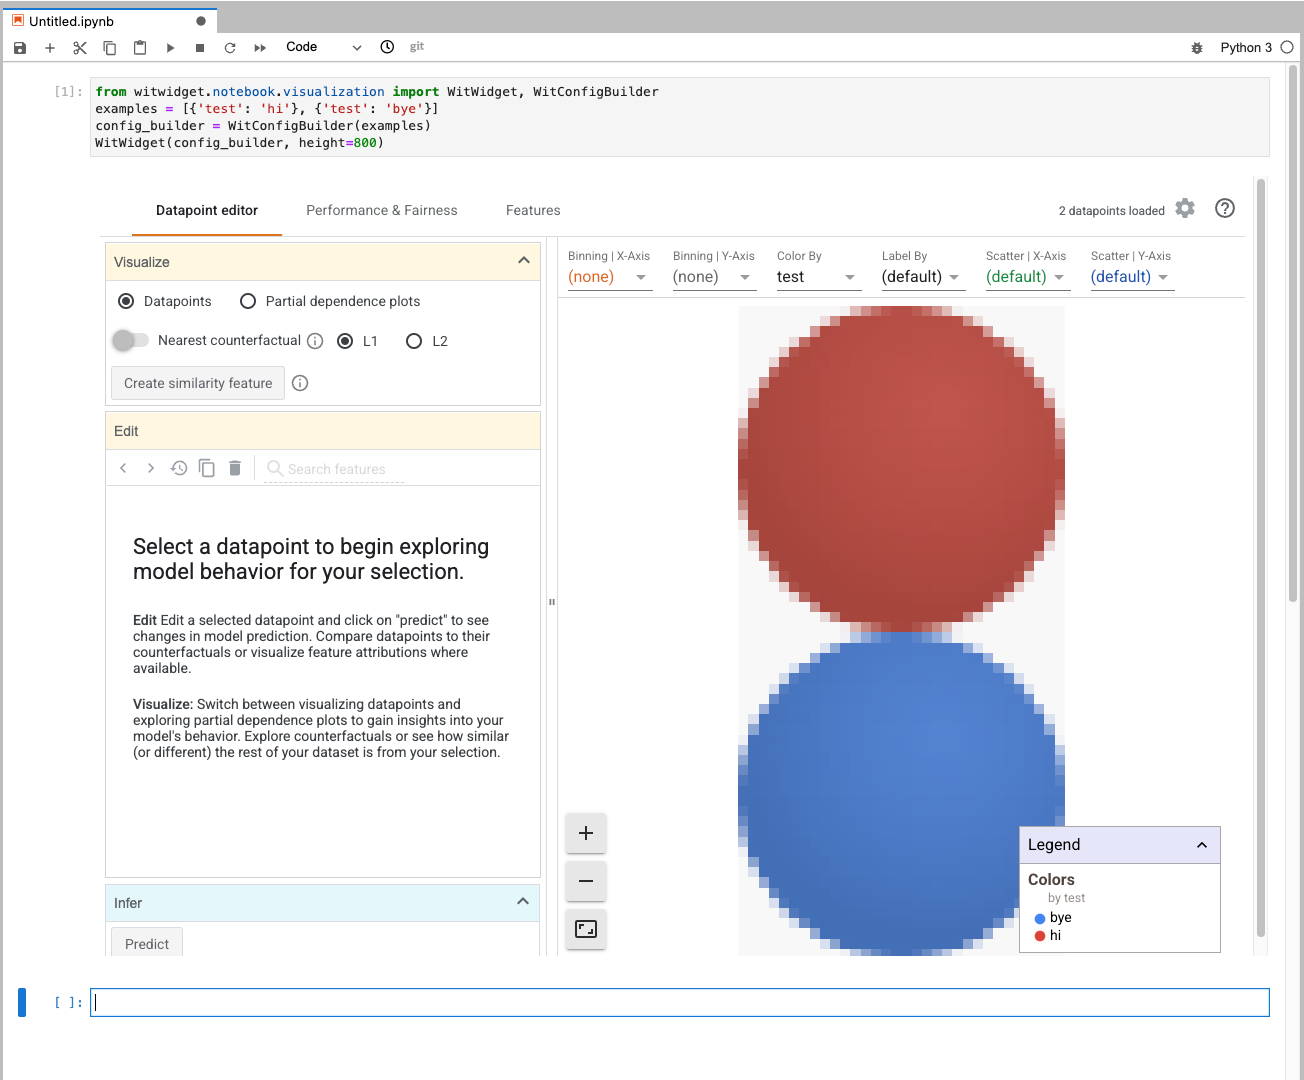 Untitled.ipynb
Code
git
Python 3
[1]:
from witwidget.notebook.visualization import WitWidget, WitConfigBuilder
examples = [{'test': 'hi'}, {'test': 'bye'}]
config_builder = WitConfigBuilder(examples)
WitWidget(config_builder, height=800)
Datapoint editor
Performance & Fairness
Features
2 datapoints loaded
Visualize
Datapoints
Partial dependence plots
Nearest counterfactual
L1
L2
Create similarity feature
Edit
Search features
Select a datapoint to begin exploring
model behavior for your selection.
Edit Edit a selected datapoint and click on "predict" to see
changes in model prediction. Compare datapoints to their
counterfactuals or visualize feature attributions where
available.
Visualize: Switch between visualizing datapoints and
exploring partial dependence plots to gain insights into your
model's behavior. Explore counterfactuals or see how similar
(or different) the rest of your dataset is from your selection.
Infer
Predict
Binning | X-Axis
(none)
Binning | Y-Axis
(none)
Color By
test
Label By
(default)
Scatter | X-Axis
(default)
Scatter | Y-Axis
(default)
Legend
Colors
by test
bye
hi
[ ]: